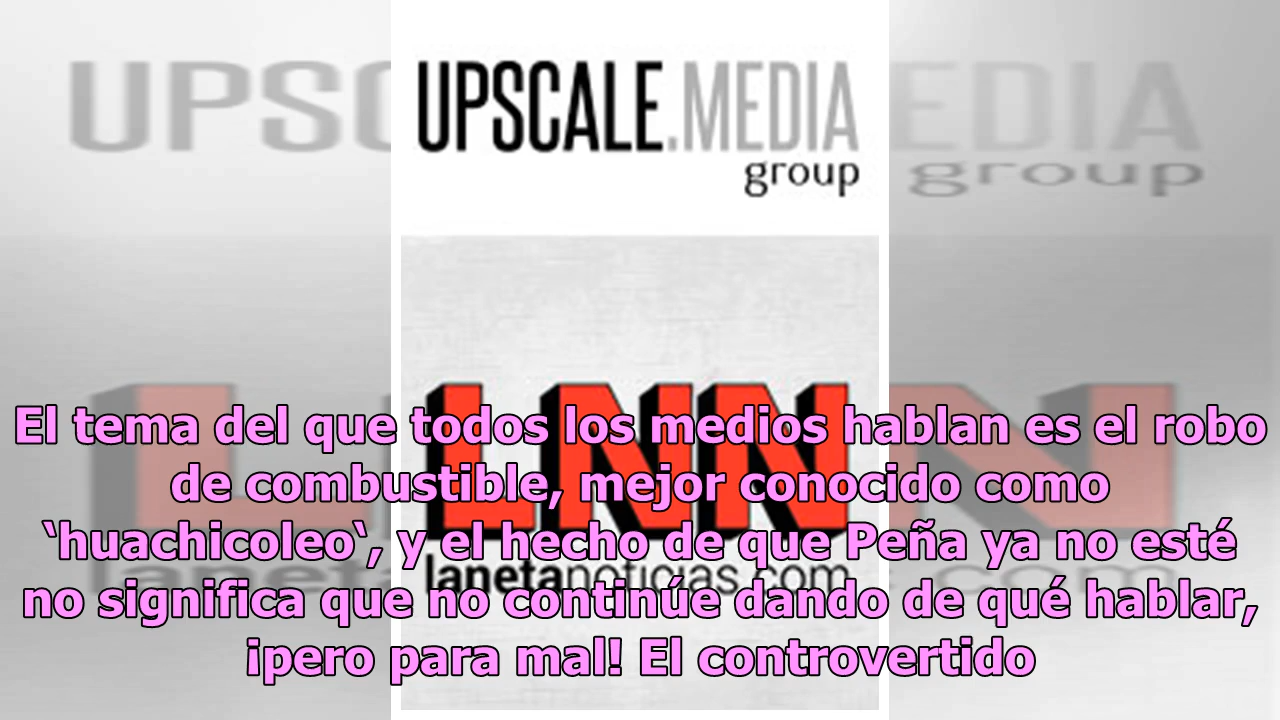 UPSCALE.MEDIA
group
LNN
lanetanoticias.com
El tema del que todos los medios hablan es el robo
de combustible, mejor conocido como
‘huachicoleo‘, y el hecho de que Peña ya no esté
no significa que no continúe dando de qué hablar,
¡pero para mal! El controvertido